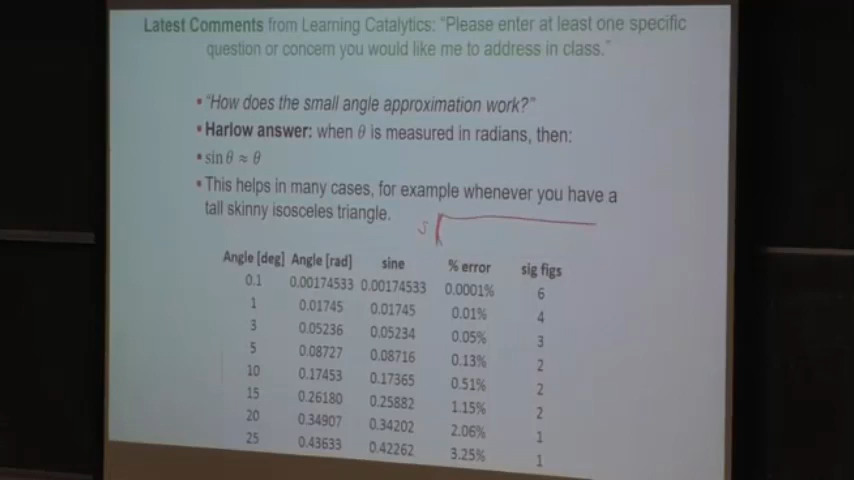 Latest Comments from Learning Catalytics: "Please enter at least one specific
question or concern you would like me to address in class."
▪ "How does the small angle approximation work?"
▪ Harlow answer: when θ is measured in radians, then:
▪ sin θ ≈ θ
▪ This helps in many cases, for example whenever you have a
tall skinny isosceles triangle.
s
Angle [deg] Angle [rad] sine % error sig figs
0.1 0.00174533 0.00174533 0.0001% 6
1 0.01745 0.01745 0.01% 4
3 0.05236 0.05234 0.05% 3
5 0.08727 0.08716 0.13% 2
10 0.17453 0.17365 0.51% 2
15 0.26180 0.25882 1.15% 2
20 0.34907 0.34202 2.06% 1
25 0.43633 0.42262 3.25% 1